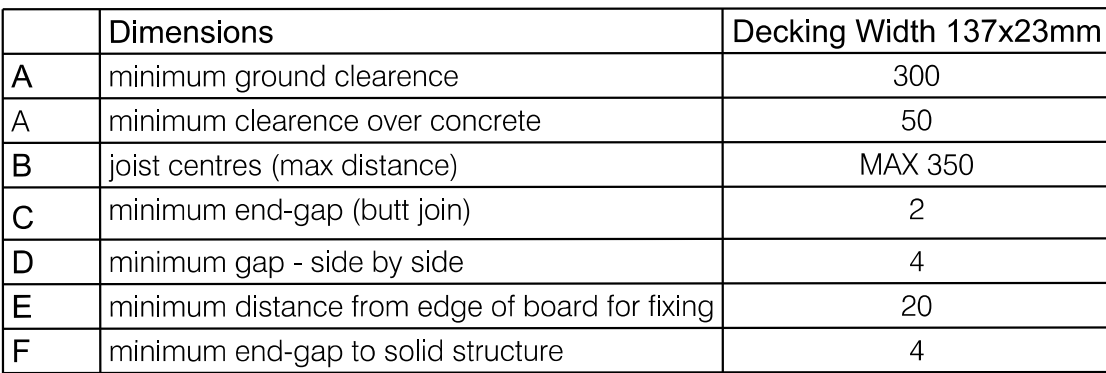 Dimensions Decking Width 137x23mm
A minimum ground clearence 300
A minimum clearence over concrete 50
B joist centres (max distance) MAX 350
C minimum end-gap (butt join) 2
D minimum gap - side by side 4
E minimum distance from edge of board for fixing 20
F minimum end-gap to solid structure 4